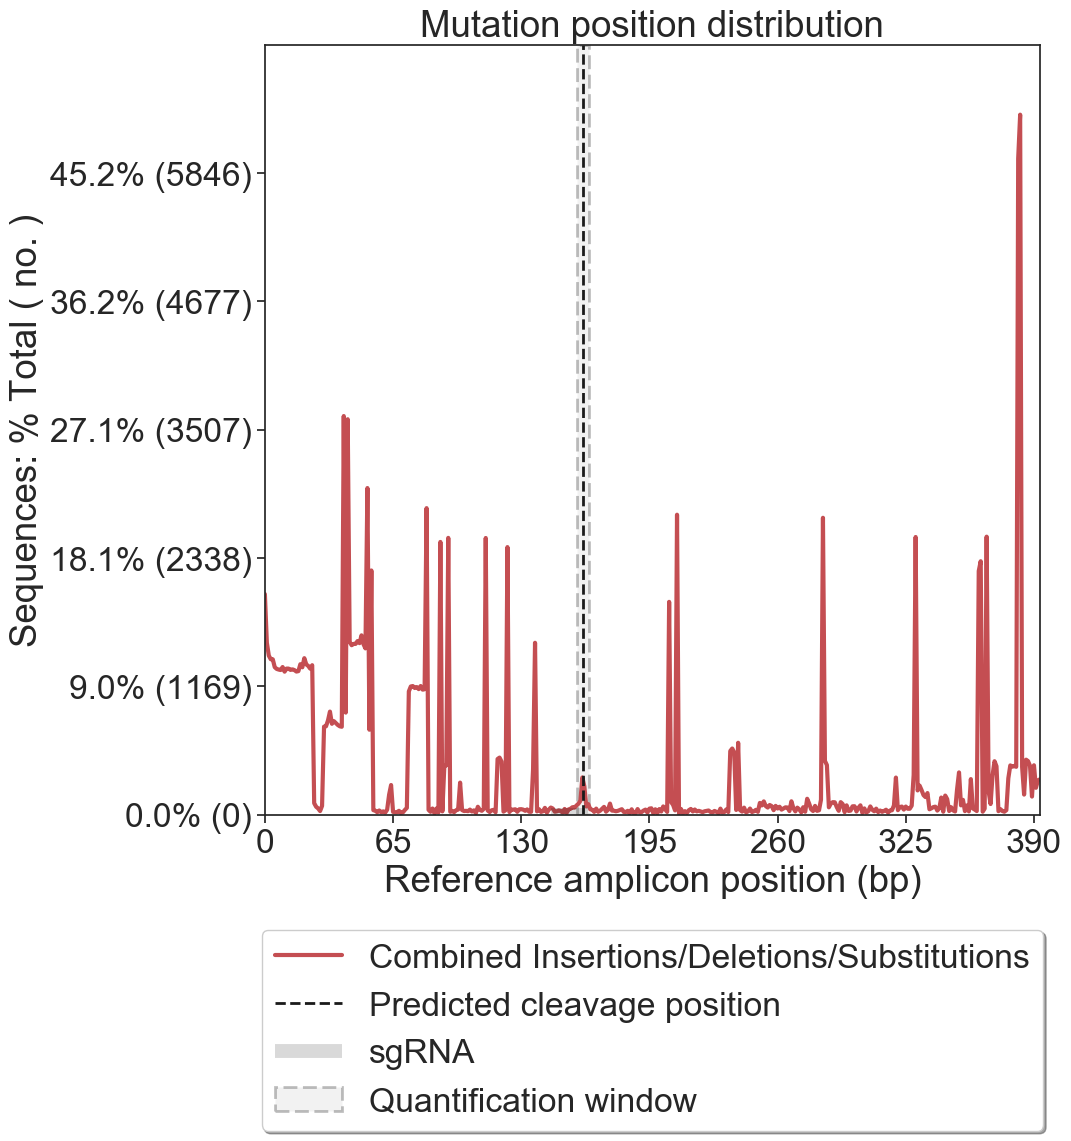 Mutation position distribution
Sequences: % Total ( no. )
45.2% (5846)
36.2% (4677)
27.1% (3507)
18.1% (2338)
9.0% (1169)
0.0% (0)
0 65 130 195 260 325 390
Reference amplicon position (bp)
Combined Insertions/Deletions/Substitutions
Predicted cleavage position
sgRNA
Quantification window